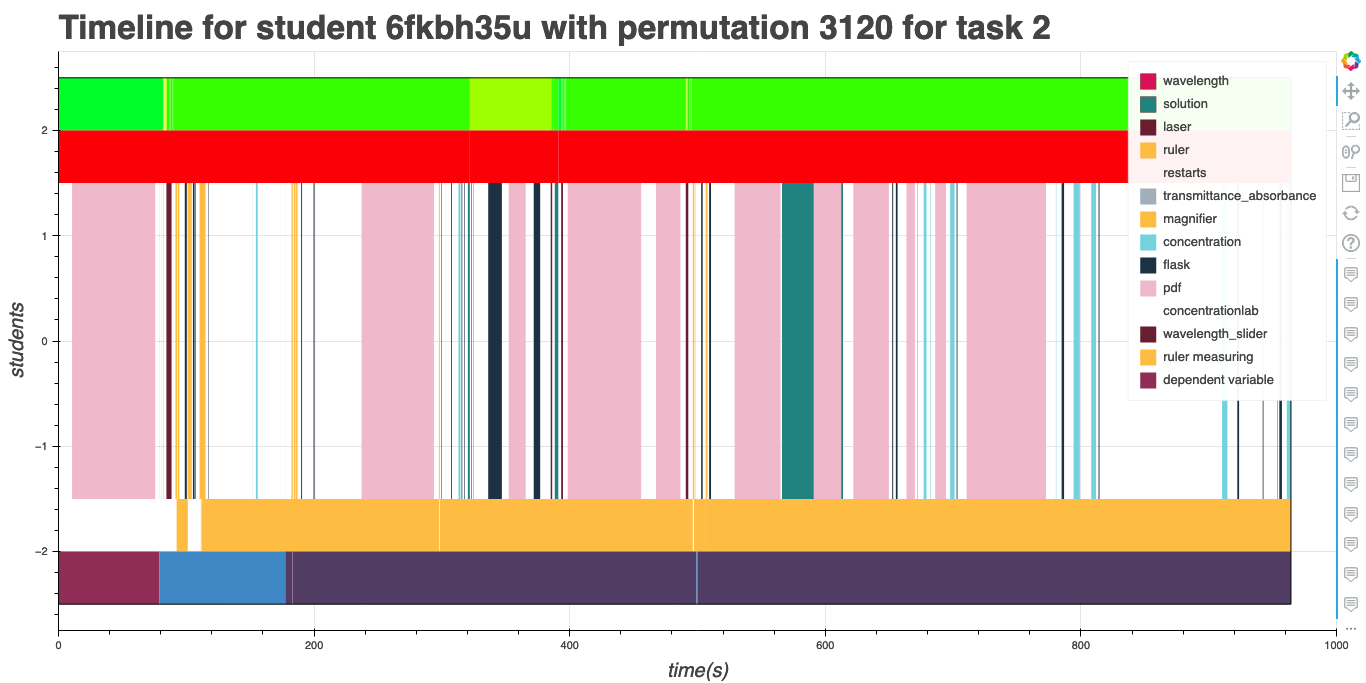 Timeline for student 6fkbh35u with permutation 3120 for task 2
students
2
1
0
−1
−2
wavelength
solution
laser
ruler
restarts
transmittance_absorbance
magnifier
concentration
flask
pdf
concentrationlab
wavelength_slider
ruler measuring
dependent variable
0
200
400
600
800
1000
time(s)